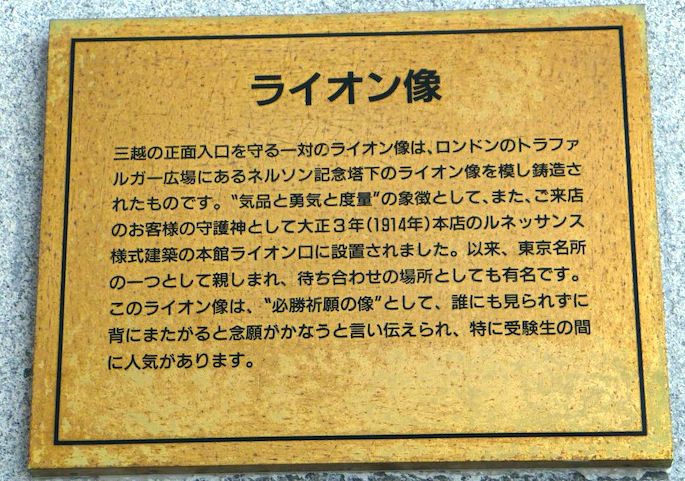 ライオン像
三越の正面入口を守る一対のライオン像は、ロンドンのトラファ
ルガー広場にあるネルソン記念塔下のライオン像を模し鋳造さ
れたものです。“気品と勇気と度量”の象徴として、また、ご来店
のお客様の守護神として大正3年(1914年)本店のルネッサンス
様式建築の本館ライオン口に設置されました。以来、東京名所
の一つとして親しまれ、待ち合わせの場所としても有名です。
このライオン像は、“必勝祈願の像”として、誰にも見られずに
背にまたがると念願がかなうと言い伝えられ、特に受験生の間
に人気があります。